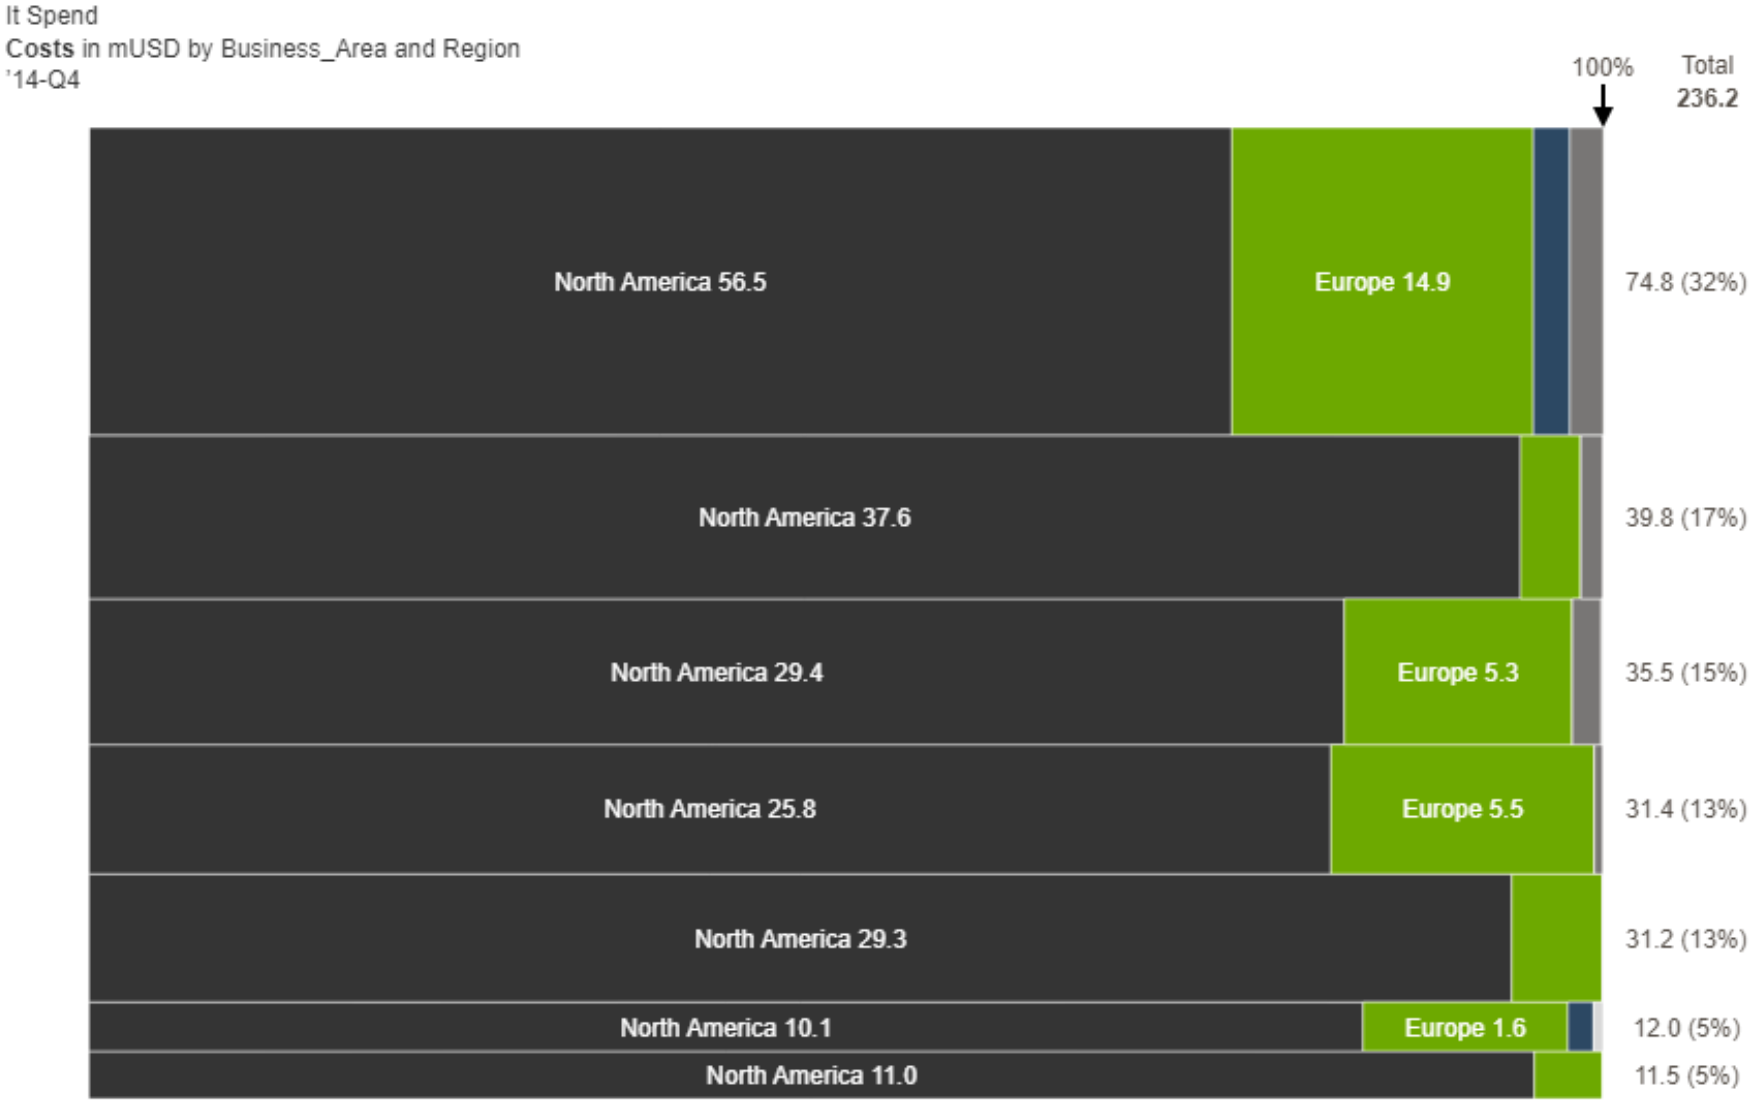 It Spend
Costs in mUSD by Business_Area and Region
'14-Q4
100%
Total
236.2
North America 56.5
Europe 14.9
74.8 (32%)
North America 37.6
39.8 (17%)
North America 29.4
Europe 5.3
35.5 (15%)
North America 25.8
Europe 5.5
31.4 (13%)
North America 29.3
31.2 (13%)
North America 10.1
Europe 1.6
12.0 (5%)
North America 11.0
11.5 (5%)